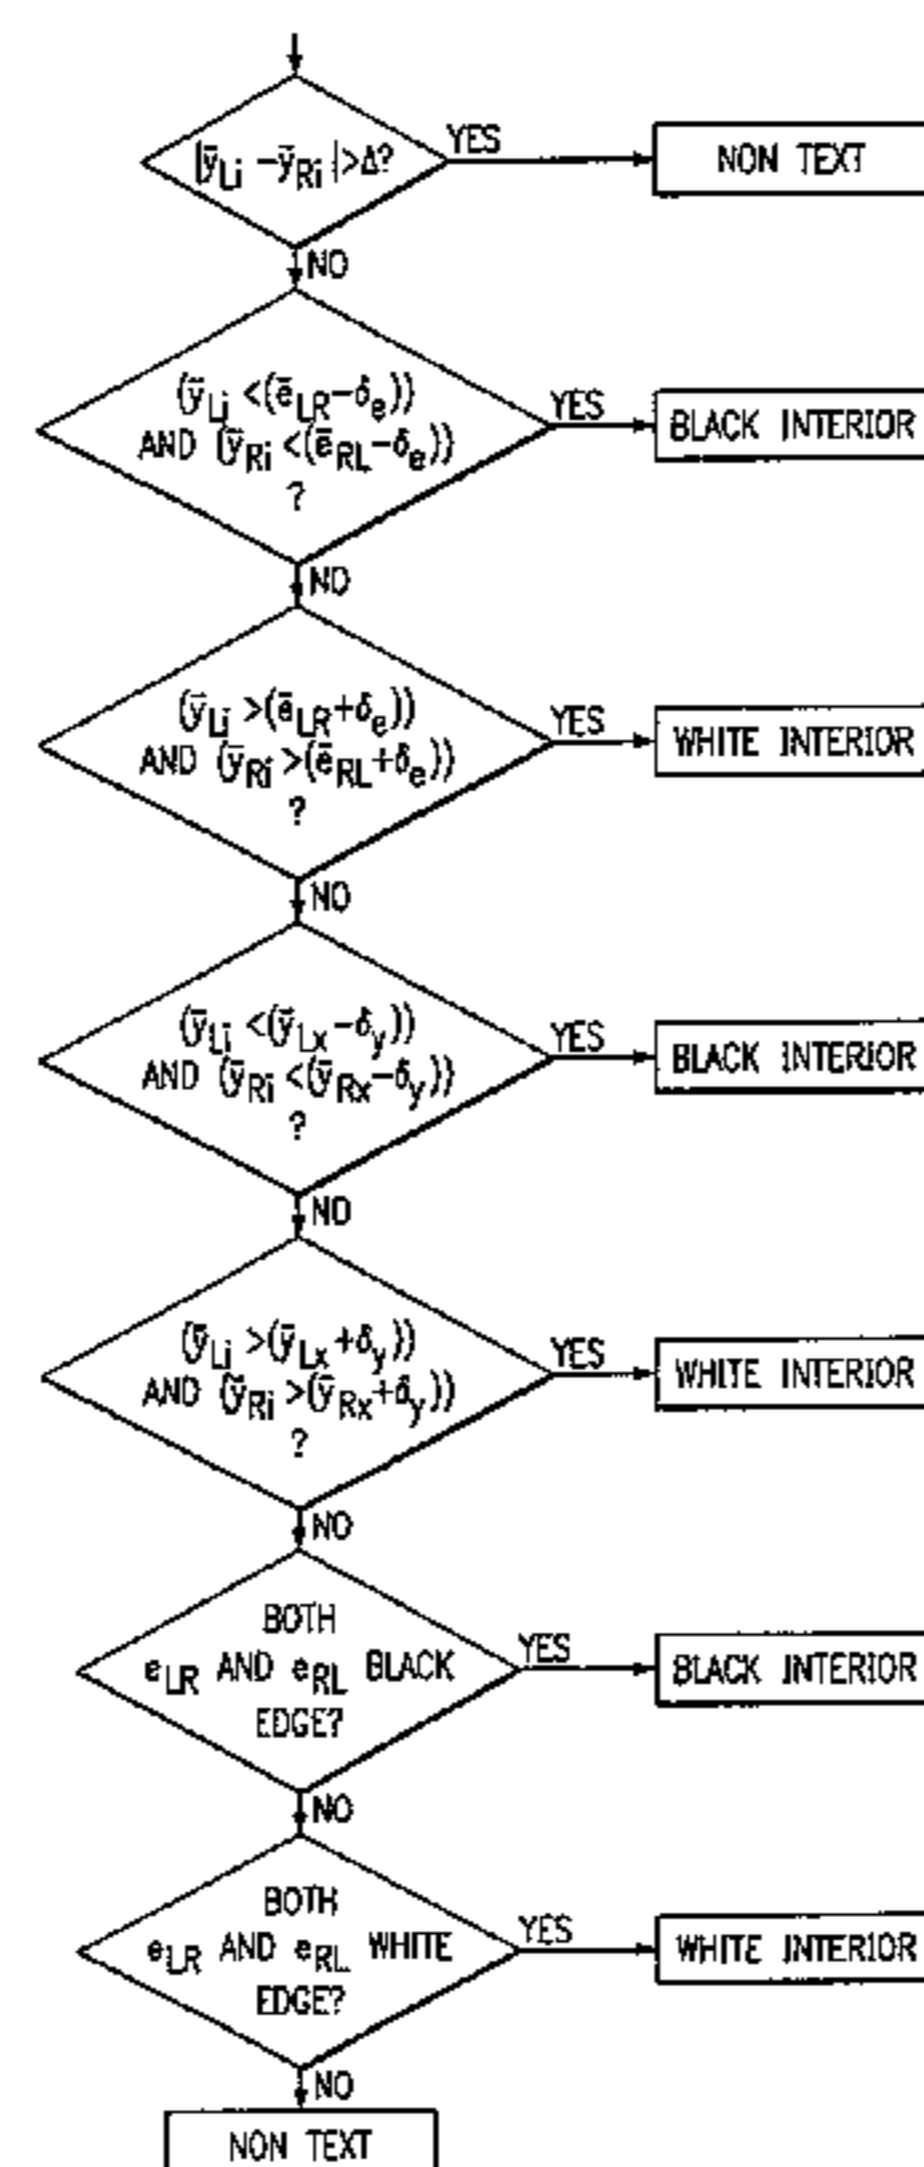 |ȳLi −ȳRi|>Δ?
YES
NON TEXT
NO
(ȳLi <(ēLR−δe))
AND (ȳRi <(ēRL−δe))
?
YES
BLACK INTERIOR
NO
(ȳLi >(ēLR+δe))
AND (ȳRi >(ēRL+δe))
?
YES
WHITE INTERIOR
NO
(ȳLi <(ȳLx−δy))
AND (ȳRi <(ȳRx−δy))
?
YES
BLACK INTERIOR
NO
(ȳLi >(ȳLx+δy))
AND (ȳRi >(ȳRx+δy))
?
YES
WHITE INTERIOR
NO
BOTH
eLR AND eRL BLACK
EDGE?
YES
BLACK INTERIOR
NO
BOTH
eLR AND eRL WHITE
EDGE?
YES
WHITE INTERIOR
NO
NON TEXT